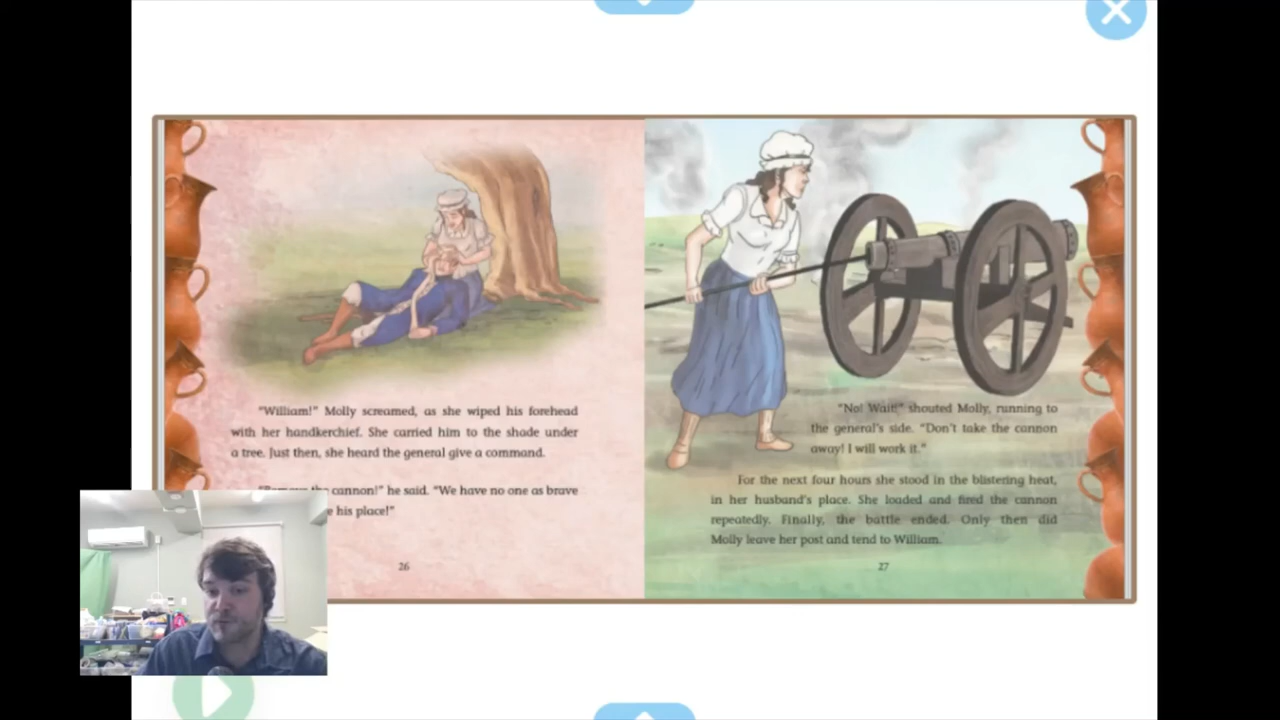 "William!" Molly screamed, as she wiped his forehead
with her handkerchief. She carried him to the shade under
a tree. Just then, she heard the general give a command.
the cannon!" he said. "We have no one as brave
his place!"
26
"No! Wait!" shouted Molly, running to
the general's side. "Don't take the cannon
away! I will work it."
For the next four hours she stood in the blistering heat,
in her husband's place. She loaded and fired the cannon
repeatedly. Finally, the battle ended. Only then did
Molly leave her post and tend to William.
27